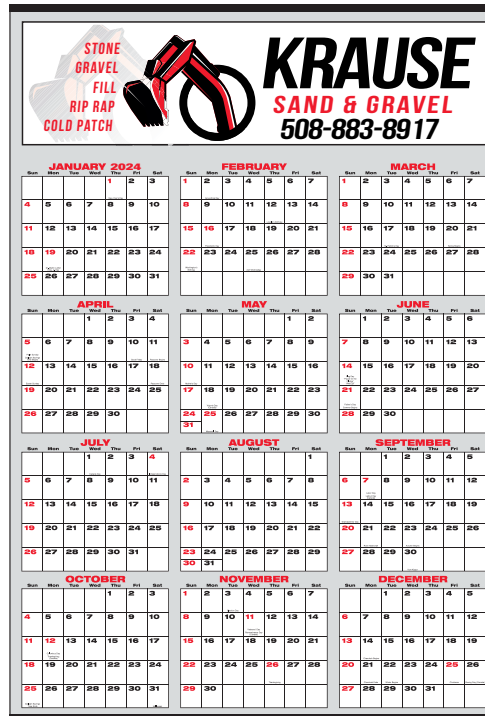 STONE
GRAVEL
FILL
RIP RAP
COLD PATCH
KRAUSE
SAND & GRAVEL
508-883-8917
JANUARY 2024
Sun Mon Tue Wed Thu Fri Sat
1 2 3
4 5 6 7 8 9 10
11 12 13 14 15 16 17
18 19 20 21 22 23 24
25 26 27 28 29 30 31
FEBRUARY
Sun Mon Tue Wed Thu Fri Sat
1 2 3 4 5 6 7
8 9 10 11 12 13 14
15 16 17 18 19 20 21
22 23 24 25 26 27 28
MARCH
Sun Mon Tue Wed Thu Fri Sat
1 2 3 4 5 6 7
8 9 10 11 12 13 14
15 16 17 18 19 20 21
22 23 24 25 26 27 28
29 30 31
APRIL
Sun Mon Tue Wed Thu Fri Sat
1 2 3 4
5 6 7 8 9 10 11
12 13 14 15 16 17 18
19 20 21 22 23 24 25
26 27 28 29 30
MAY
Sun Mon Tue Wed Thu Fri Sat
1 2
3 4 5 6 7 8 9
10 11 12 13 14 15 16
17 18 19 20 21 22 23
24 25 26 27 28 29 30
31
JUNE
Sun Mon Tue Wed Thu Fri Sat
1 2 3 4 5 6
7 8 9 10 11 12 13
14 15 16 17 18 19 20
21 22 23 24 25 26 27
28 29 30
JULY
Sun Mon Tue Wed Thu Fri Sat
1 2 3 4
5 6 7 8 9 10 11
12 13 14 15 16 17 18
19 20 21 22 23 24 25
26 27 28 29 30 31
AUGUST
Sun Mon Tue Wed Thu Fri Sat
1
2 3 4 5 6 7 8
9 10 11 12 13 14 15
16 17 18 19 20 21 22
23 24 25 26 27 28 29
30 31
SEPTEMBER
Sun Mon Tue Wed Thu Fri Sat
1 2 3 4 5
6 7 8 9 10 11 12
13 14 15 16 17 18 19
20 21 22 23 24 25 26
27 28 29 30
OCTOBER
Sun Mon Tue Wed Thu Fri Sat
1 2 3
4 5 6 7 8 9 10
11 12 13 14 15 16 17
18 19 20 21 22 23 24
25 26 27 28 29 30 31
NOVEMBER
Sun Mon Tue Wed Thu Fri Sat
1 2 3 4 5 6 7
8 9 10 11 12 13 14
15 16 17 18 19 20 21
22 23 24 25 26 27 28
29 30
DECEMBER
Sun Mon Tue Wed Thu Fri Sat
1 2 3 4 5
6 7 8 9 10 11 12
13 14 15 16 17 18 19
20 21 22 23 24 25 26
27 28 29 30 31